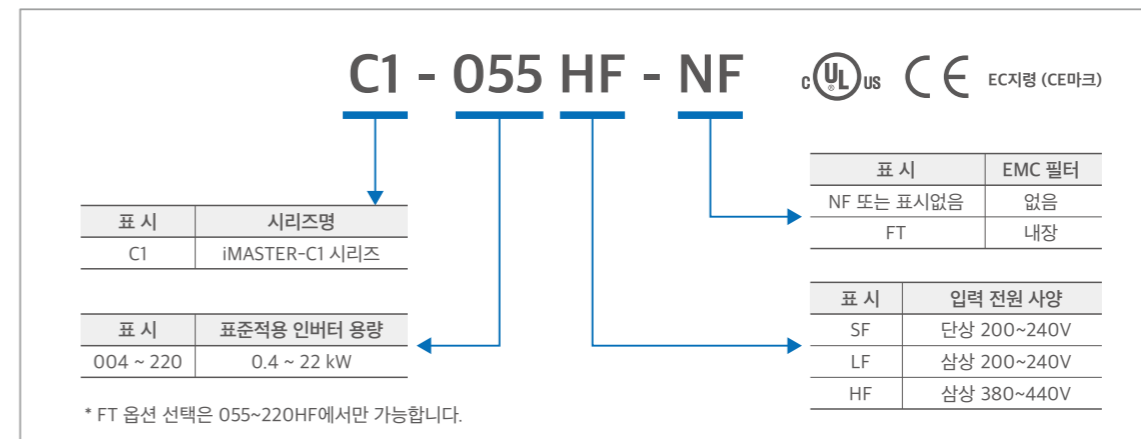 C1 - 055 HF - NF
c UL ® US CE EC지령 (CE마크)
표 시 EMC 필터
NF 또는 표시없음 없음
FT 내장
표 시 시리즈명
C1 iMASTER-C1 시리즈
표 시 입력 전원 사양
SF 단상 200~240V
LF 삼상 200~240V
HF 삼상 380~440V
표 시 표준적용 인버터 용량
004 ~ 220 0.4 ~ 22 kW
* FT 옵션 선택은 055~220HF에서만 가능합니다.